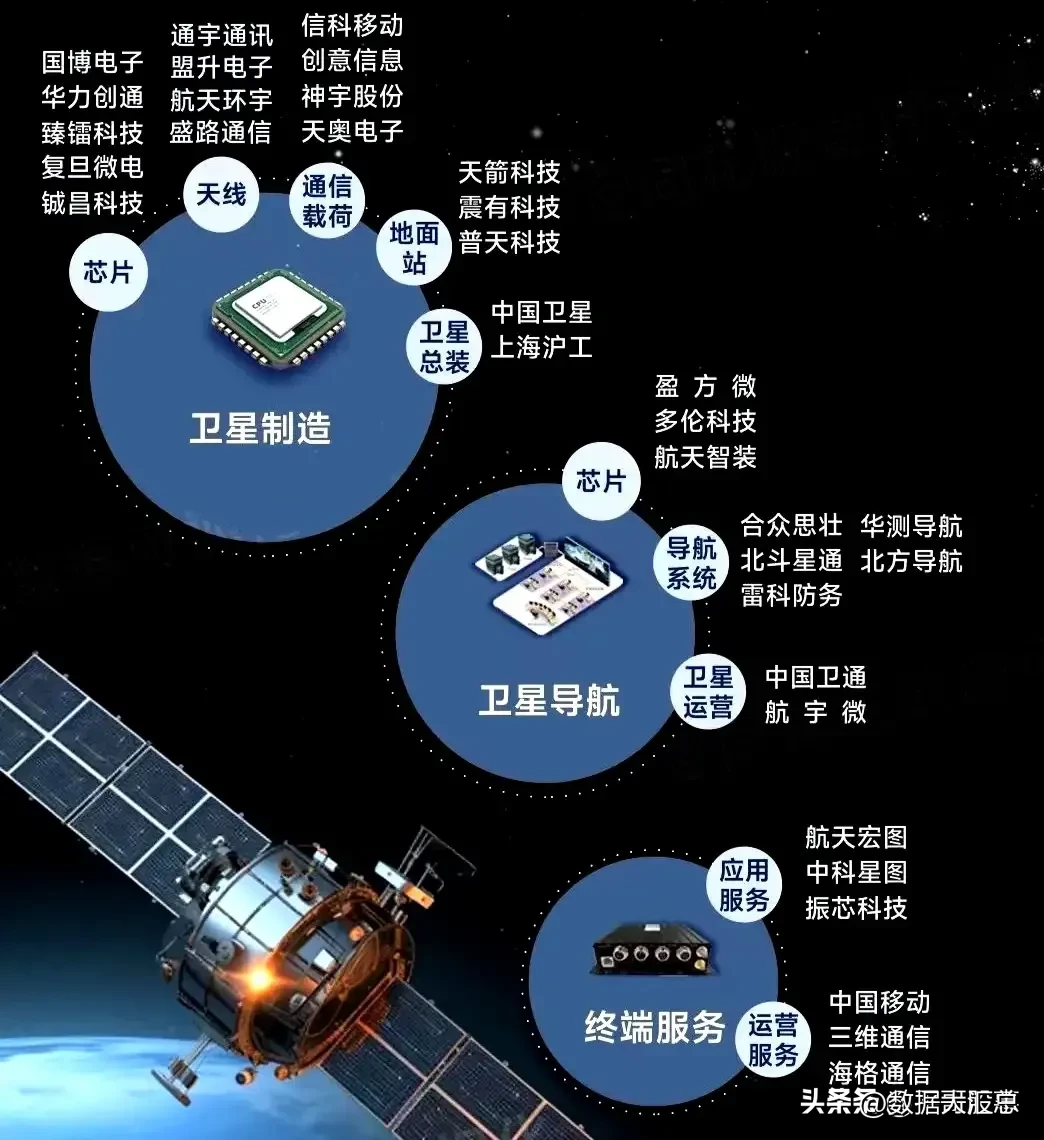 国博电子
华力创通
臻镭科技
复旦微电
铖昌科技
芯片
通宇通讯
盟升电子
航天环宇
盛路通信
天线
信科移动
创意信息
神宇股份
天奥电子
通信
载荷
天箭科技
震有科技
普天科技
地面
站
中国卫星
上海沪工
卫星
总装
CPU
卫星制造
盈方微
多伦科技
航天智装
芯片
合众思壮 华测导航
北斗星通 北方导航
雷科防务
导航
系统
中国卫通
航宇微
卫星
运营
卫星导航
航天宏图
中科星图
振芯科技
应用
服务
中国移动
三维通信
海格通信
运营
服务
终端服务
头条
@数据